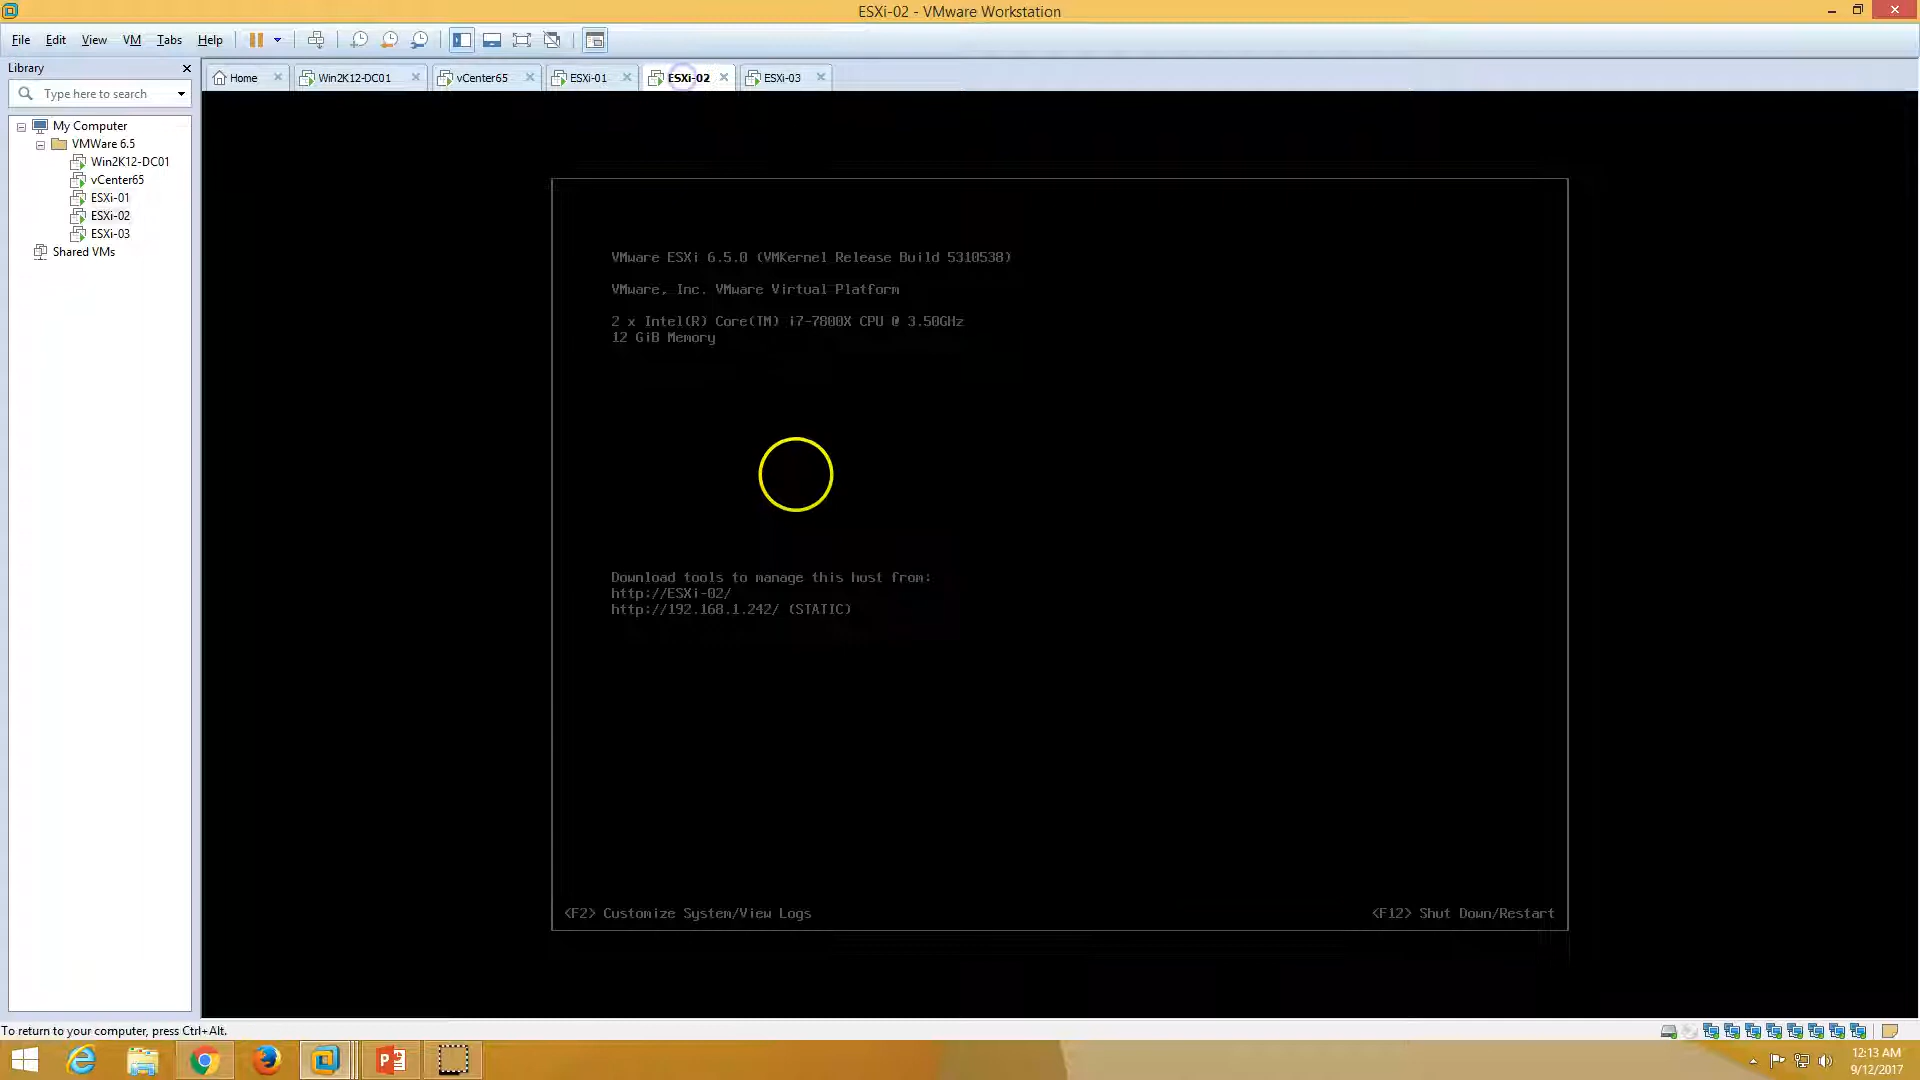 ESXi-02 - VMware Workstation
File Edit View VM Tabs Help
Library
Type here to search
Home
Win2K12-DC01
vCenter65
ESXi-01
ESXi-02
ESXi-03
My Computer
VMWare 6.5
Win2K12-DC01
vCenter65
ESXi-01
ESXi-02
ESXi-03
Shared VMs
VMware ESXi 6.5.0 (VMKernel Release Build 5310538)
VMware, Inc. VMware Virtual Platform
2 x Intel(R) Core(TM) i7-7800X CPU @ 3.50GHz
12 GiB Memory
Download tools to manage this host from:
http://ESXi-02/
http://192.168.1.242/ (STATIC)
<F2> Customize System/View Logs
<F12> Shut Down/Restart
To return to your computer, press Ctrl+Alt.
12:13 AM
9/12/2017